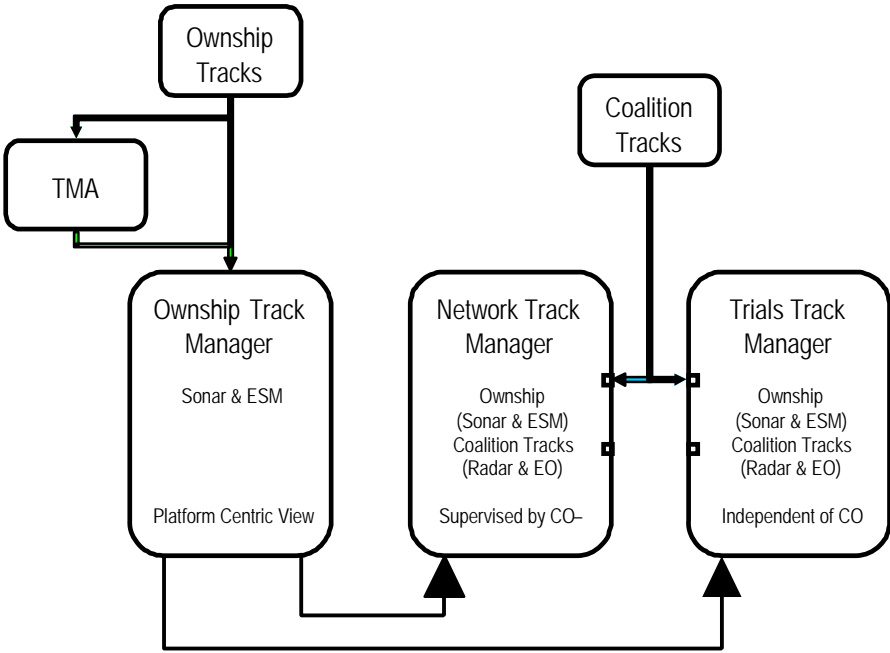 Ownship
Tracks
Coalition
Tracks
TMA
Ownship Track
Manager
Sonar & ESM
Platform Centric View
Network Track
Manager
Ownship
(Sonar & ESM)
Coalition Tracks
(Radar & EO)
Supervised by CO–
Trials Track
Manager
Ownship
(Sonar & ESM)
Coalition Tracks
(Radar & EO)
Independent of CO